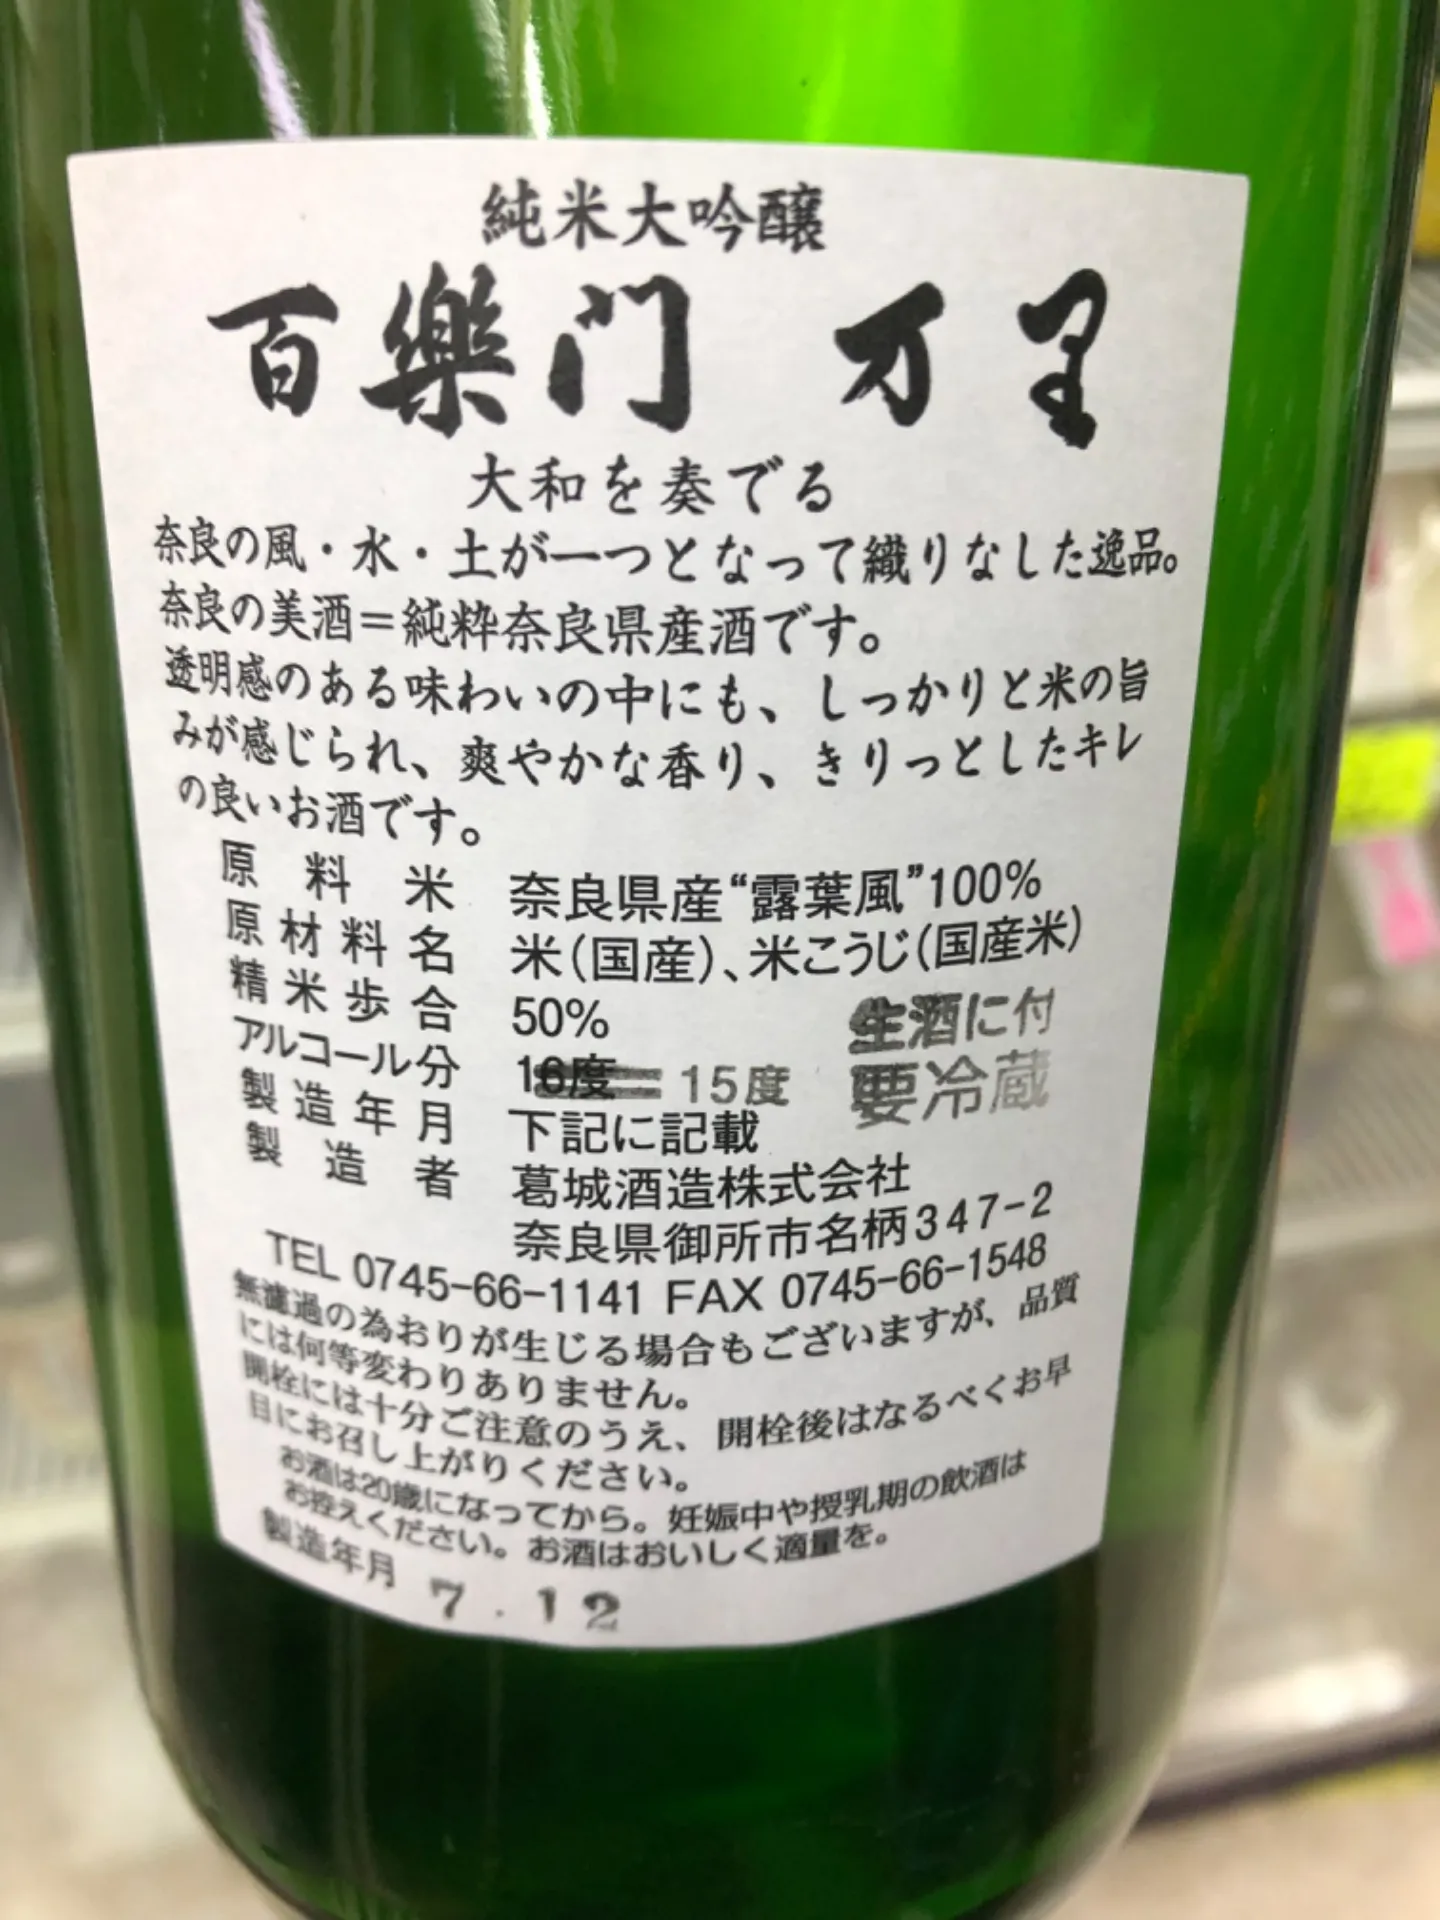 純米大吟醸
百樂门 万里
大和を奏でる
奈良の風・水・土が一つとなって織りなした逸品。
奈良の美酒＝純粋奈良県産酒です。
透明感のある味わいの中にも、しっかりと米の旨
みが感じられ、爽やかな香り、きりっとしたキレ
の良いお酒です。
原料米 奈良県産“露葉風”100%
原材料名 米(国産)、米こうじ(国産米)
精米歩合 50% 生酒に付
アルコール分 16度 15度 要冷蔵
製造年月 下記に記載
製造者 葛城酒造株式会社
奈良県御所市名柄347-2
TEL 0745-66-1141 FAX 0745-66-1548
無濾過の為おりが生じる場合もございますが、品質
には何等変わりありません。
開栓には十分ご注意のうえ、開栓後はなるべくお早
目にお召し上がりください。
お酒は20歳になってから。妊娠中や授乳期の飲酒は
お控えください。お酒はおいしく適量を。
製造年月 7.12